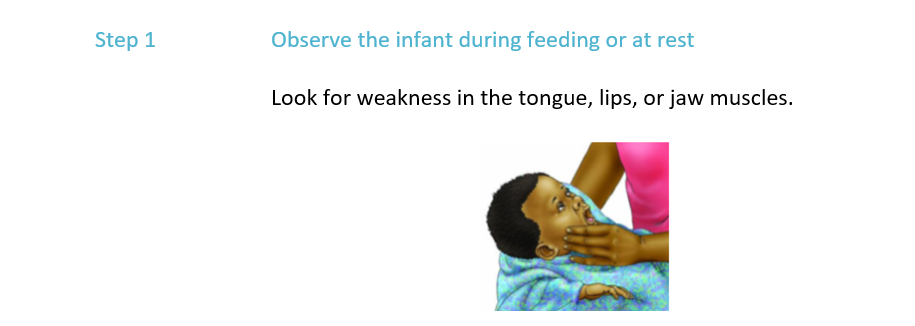 Step 1
Observe the infant during feeding or at rest
Look for weakness in the tongue, lips, or jaw muscles.